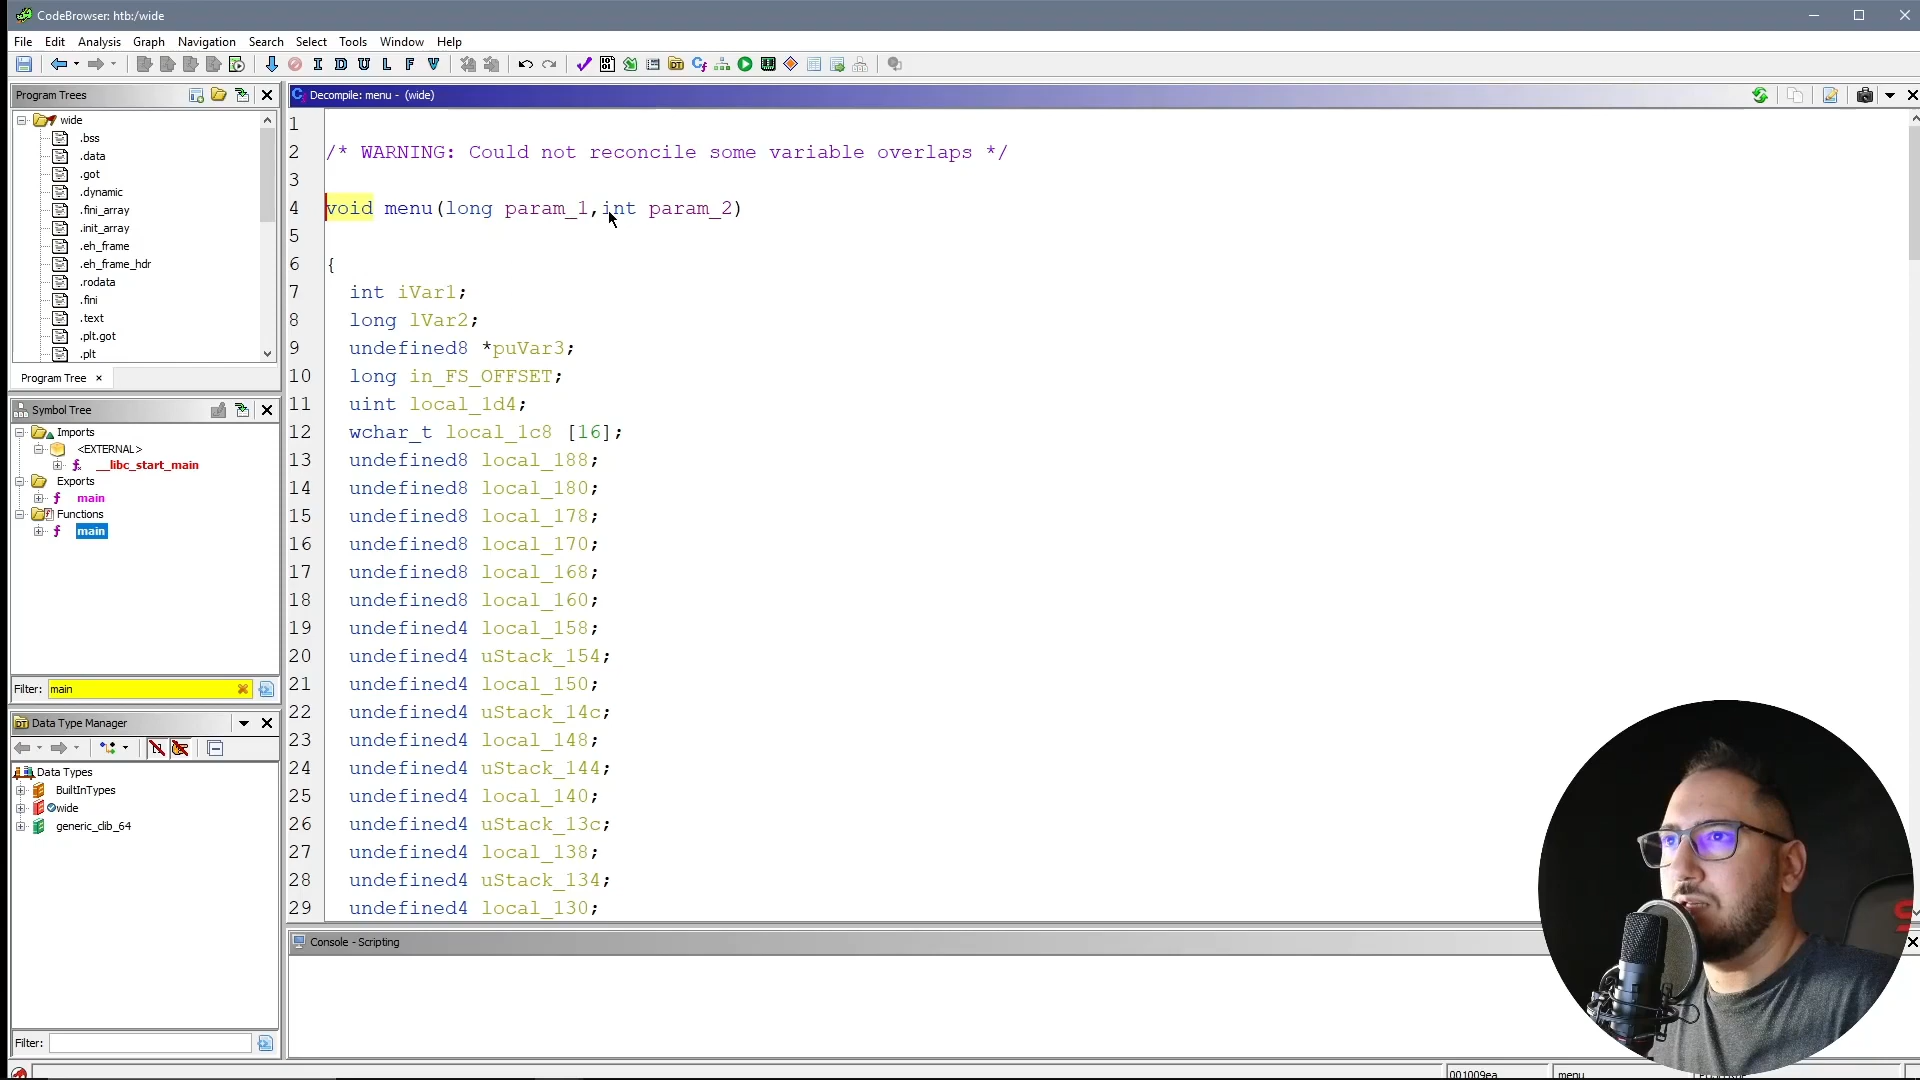 CodeBrowser: htb:/wide
File Edit Analysis Graph Navigation Search Select Tools Window Help
I D U L F V
Program Trees
wide
.bss
.data
.got
.dynamic
.fini_array
.init_array
.eh_frame
.eh_frame_hdr
.rodata
.fini
.text
.plt.got
.plt
Program Tree ×
Symbol Tree
Imports
<EXTERNAL>
f __libc_start_main
Exports
f main
Functions
f main
Filter: main
Data Type Manager
Data Types
BuiltInTypes
wide
generic_clib_64
Filter:
Decompile: menu - (wide)
1
2 /* WARNING: Could not reconcile some variable overlaps */
3
4 void menu(long param_1,int param_2)
5
6 {
7 int iVar1;
8 long lVar2;
9 undefined8 *puVar3;
10 long in_FS_OFFSET;
11 uint local_1d4;
12 wchar_t local_1c8 [16];
13 undefined8 local_188;
14 undefined8 local_180;
15 undefined8 local_178;
16 undefined8 local_170;
17 undefined8 local_168;
18 undefined8 local_160;
19 undefined4 local_158;
20 undefined4 uStack_154;
21 undefined4 local_150;
22 undefined4 uStack_14c;
23 undefined4 local_148;
24 undefined4 uStack_144;
25 undefined4 local_140;
26 undefined4 uStack_13c;
27 undefined4 local_138;
28 undefined4 uStack_134;
29 undefined4 local_130;
Console - Scripting
001009ea menu